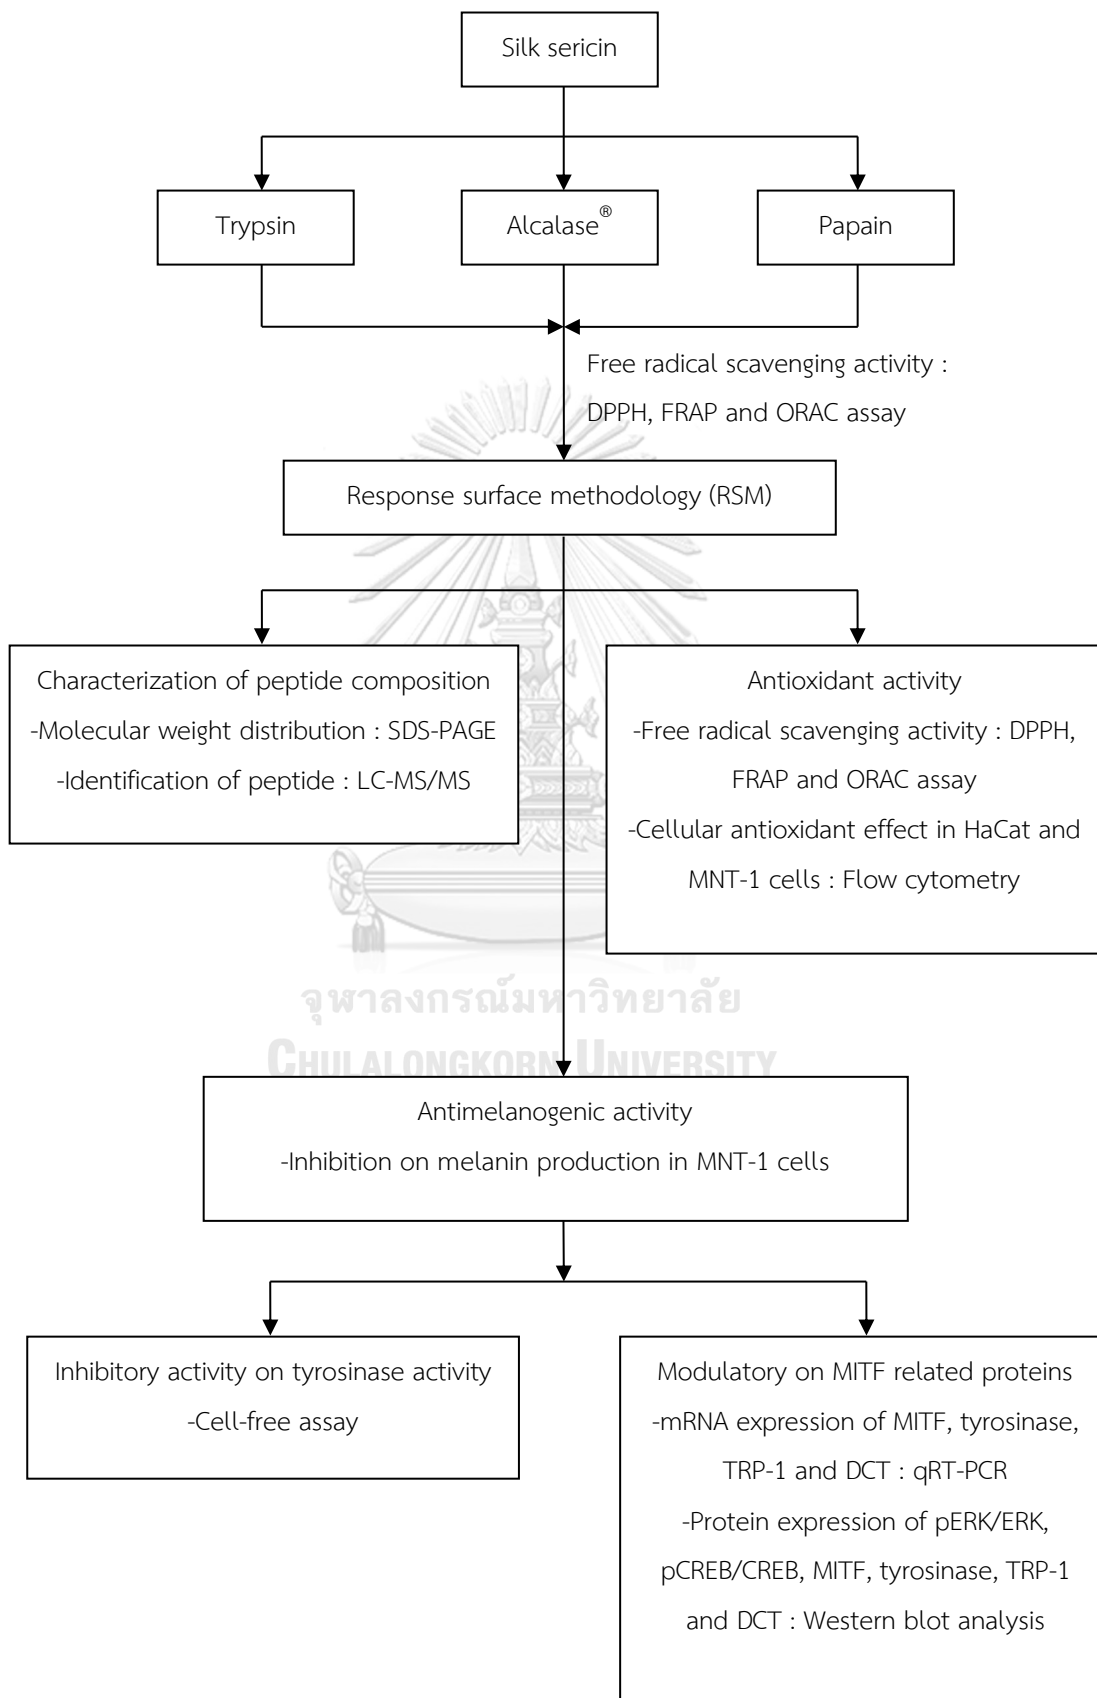 Silk sericin
Trypsin
Alcalase®
Papain
Free radical scavenging activity :
DPPH, FRAP and ORAC assay
Response surface methodology (RSM)
Characterization of peptide composition
-Molecular weight distribution : SDS-PAGE
-Identification of peptide : LC-MS/MS
Antioxidant activity
-Free radical scavenging activity : DPPH,
FRAP and ORAC assay
-Cellular antioxidant effect in HaCat and
MNT-1 cells : Flow cytometry
จุฬาลงกรณ์มหาวิทยาลัย
CHULALONGKORN UNIVERSITY
Antimelanogenic activity
-Inhibition on melanin production in MNT-1 cells
Inhibitory activity on tyrosinase activity
-Cell-free assay
Modulatory on MITF related proteins
-mRNA expression of MITF, tyrosinase,
TRP-1 and DCT : qRT-PCR
-Protein expression of pERK/ERK,
pCREB/CREB, MITF, tyrosinase, TRP-1
and DCT : Western blot analysis